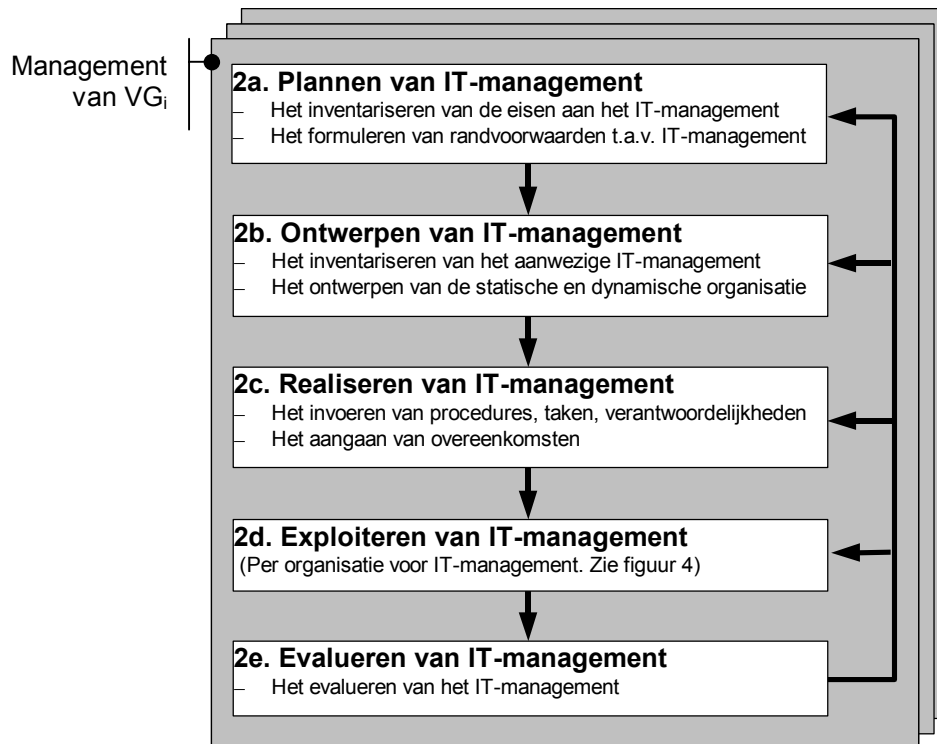 Management
van VGi
2a. Plannen van IT-management
– Het inventariseren van de eisen aan het IT-management
– Het formuleren van randvoorwaarden t.a.v. IT-management
2b. Ontwerpen van IT-management
– Het inventariseren van het aanwezige IT-management
– Het ontwerpen van de statische en dynamische organisatie
2c. Realiseren van IT-management
– Het invoeren van procedures, taken, verantwoordelijkheden
– Het aangaan van overeenkomsten
2d. Exploiteren van IT-management
(Per organisatie voor IT-management. Zie figuur 4)
2e. Evalueren van IT-management
– Het evalueren van het IT-management